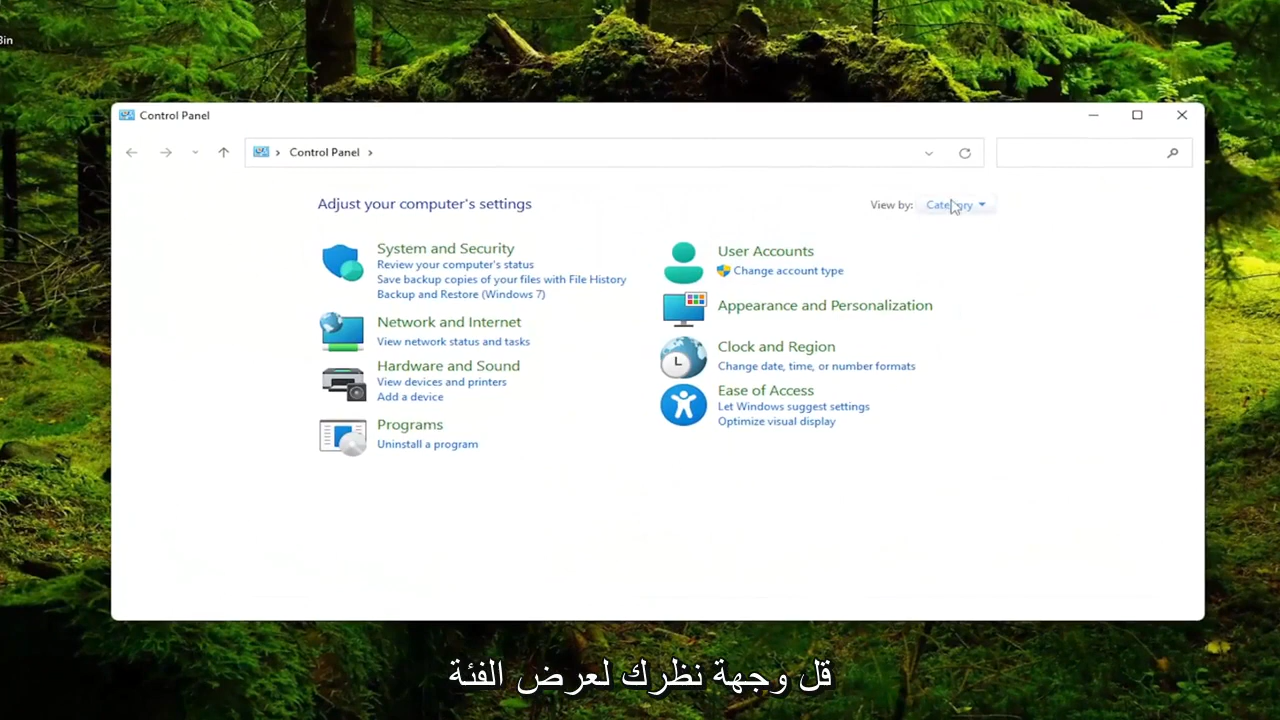 Bin
Control Panel
Control Panel
Adjust your computer's settings
View by: Category
System and Security
Review your computer's status
Save backup copies of your files with File History
Backup and Restore (Windows 7)
Network and Internet
View network status and tasks
Hardware and Sound
View devices and printers
Add a device
Programs
Uninstall a program
User Accounts
Change account type
Appearance and Personalization
Clock and Region
Change date, time, or number formats
Ease of Access
Let Windows suggest settings
Optimize visual display
قل وجهة نظرك لعرض الفئة